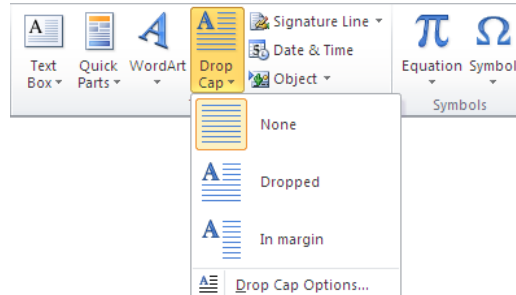 Signature Line
Date & Time
Object
Text Box
Quick Parts
WordArt
Drop Cap
Equation
Symbol
Symbols
None
Dropped
In margin
Drop Cap Options...